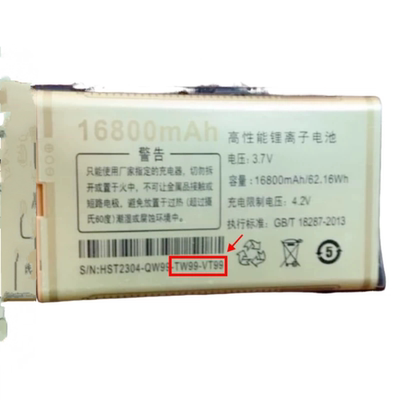 16800mAh
警告
只能使用厂家指定的充电器,切勿拆
开或置于火中,不可让金属品接触或
短路电极,避免放置于过热(超过摄
氏60度)潮湿或腐蚀环境中
S/N:HST2304-QW99-TW99-VT99
高性能锂离子电池
电压:3.7V
容量:16800mAh/62.16Wh
充电限制电压:4.2V
执行标准:GB/T 18287-2013
5